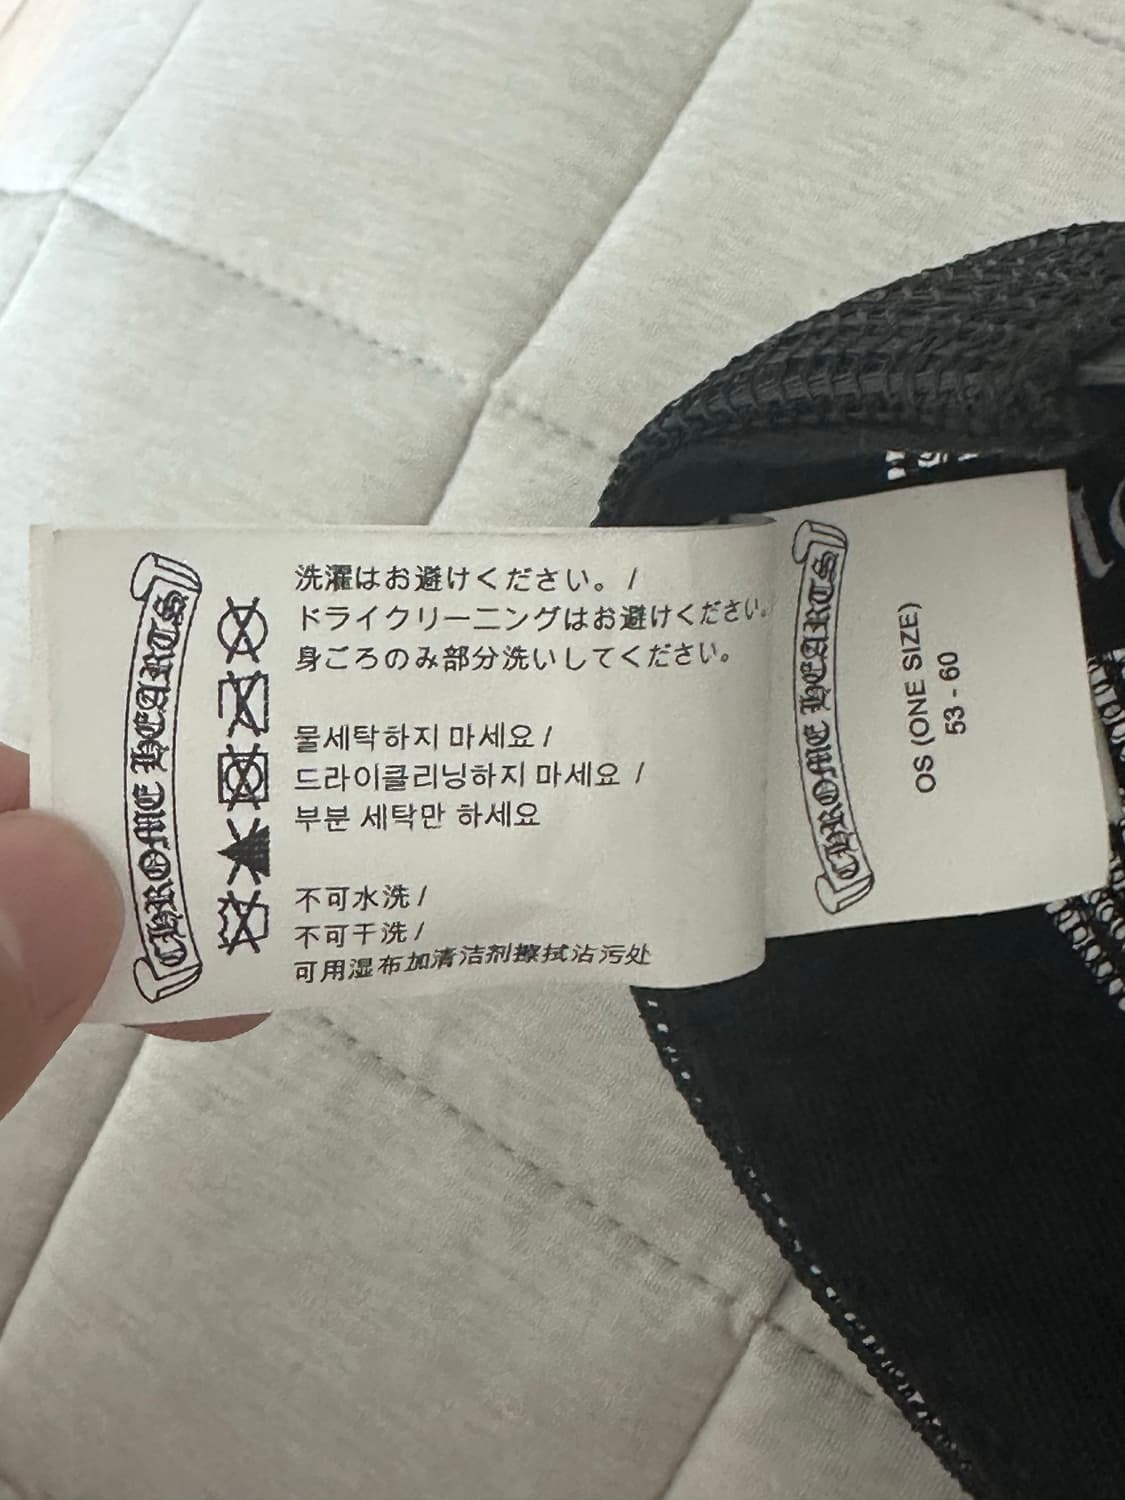 CHROME HEARTS
洗濯はお避けください。/
ドライクリーニングはお避けください。
身ごろのみ部分洗いしてください。
물세탁하지 마세요 /
드라이클리닝하지 마세요 /
부분 세탁만 하세요
不可水洗 /
不可干洗 /
可用湿布加清洁剂擦拭沾污处
CHROME HEARTS
OS (ONE SIZE)
53 - 60